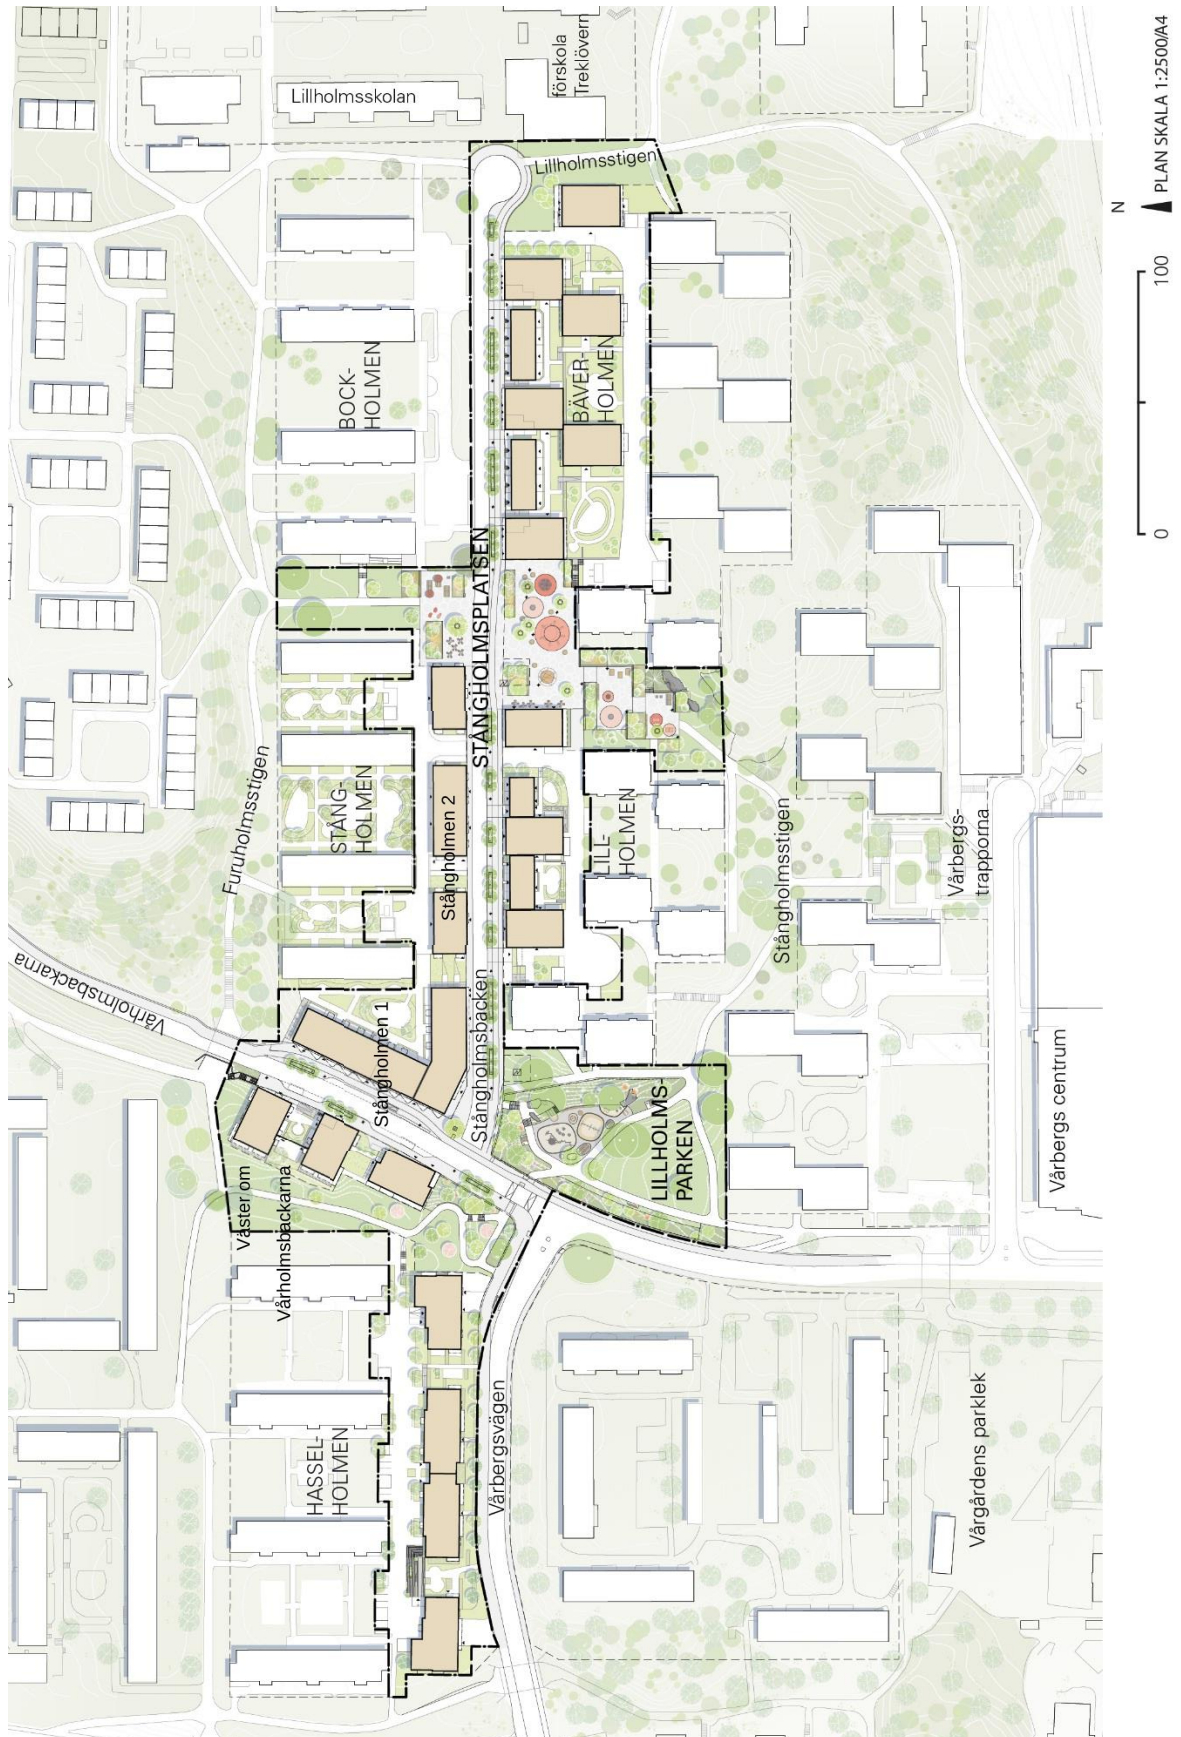 Lillholmsskolan
förskola
Treklövern
Lillholmsstigen
BOCK-
HOLMEN
BÄVER-
HOLMEN
STÅNGHOLMSPLATSEN
Furuholmsstigen
STÅNG-
HOLMEN
Stångholmen 2
LILL-
HOLMEN
Stångholmsstigen
Vårbergs-
trapporna
Vårholmsbackarna
Stångholmen 1
Stångholmsbacken
LILLHOLMS-
PARKEN
Vårbergs centrum
Väster om
Vårholmsbackarna
HASSEL-
HOLMEN
Vårbergsvägen
Vårgårdens parklek
N
PLAN SKALA 1:2500/A4
0
100